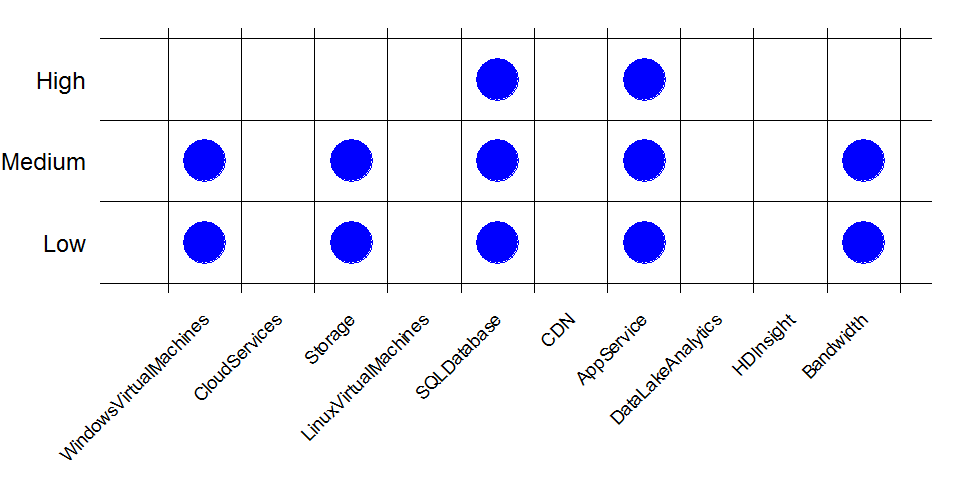 High
Medium
Low
WindowsVirtualMachines
CloudServices
Storage
LinuxVirtualMachines
SQLDatabase
CDN
AppService
DataLakeAnalytics
HDInsight
Bandwidth